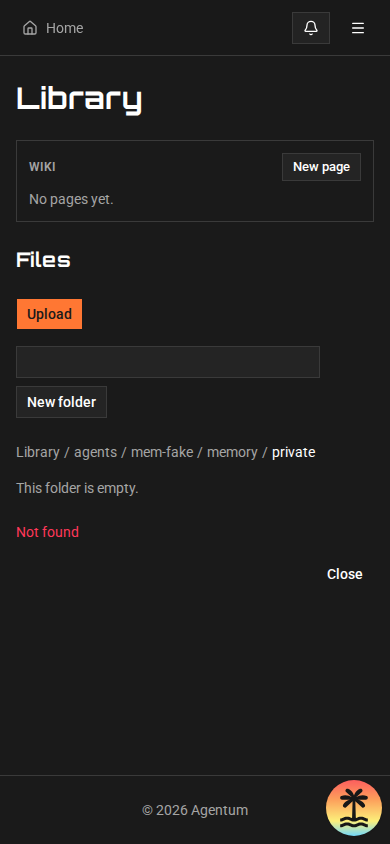 Home
Library
WIKI
New page
No pages yet.
Files
Upload
New folder
Library / agents / mem-fake / memory / private
This folder is empty.
Not found
Close
© 2026 Agentum